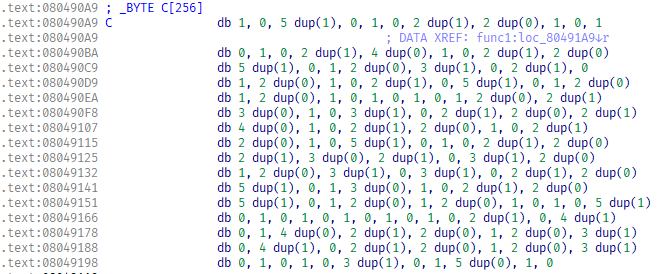 .text:080490A9 ; _BYTE C[256]
.text:080490A9 C db 1, 0, 5 dup(1), 0, 1, 0, 2 dup(1), 2 dup(0), 1, 0, 1
.text:080490A9 ; DATA XREF: func1:loc_80491A9↓r
.text:080490BA db 0, 1, 0, 2 dup(1), 4 dup(0), 1, 0, 2 dup(1), 2 dup(0)
.text:080490C9 db 5 dup(1), 0, 1, 2 dup(0), 3 dup(1), 0, 2 dup(1), 0
.text:080490D9 db 1, 2 dup(0), 1, 0, 2 dup(1), 0, 5 dup(1), 0, 1, 2 dup(0)
.text:080490EA db 1, 2 dup(0), 1, 0, 1, 0, 1, 0, 1, 2 dup(0), 2 dup(1)
.text:080490F8 db 3 dup(0), 1, 0, 3 dup(1), 0, 2 dup(1), 2 dup(0), 2 dup(1)
.text:08049107 db 4 dup(0), 1, 0, 2 dup(1), 2 dup(0), 1, 0, 2 dup(1)
.text:08049115 db 2 dup(0), 1, 0, 5 dup(1), 0, 1, 0, 2 dup(1), 2 dup(0)
.text:08049125 db 2 dup(1), 3 dup(0), 2 dup(1), 0, 3 dup(1), 2 dup(0)
.text:08049132 db 1, 2 dup(0), 3 dup(1), 0, 3 dup(1), 0, 2 dup(1), 2 dup(0)
.text:08049141 db 5 dup(1), 0, 1, 3 dup(0), 1, 0, 2 dup(1), 2 dup(0)
.text:08049151 db 5 dup(1), 0, 1, 2 dup(0), 1, 2 dup(0), 1, 0, 1, 0, 5 dup(1)
.text:08049166 db 0, 1, 0, 1, 0, 1, 0, 1, 0, 1, 0, 2 dup(1), 0, 4 dup(1)
.text:08049178 db 0, 1, 4 dup(0), 2 dup(1), 2 dup(0), 1, 2 dup(0), 3 dup(1)
.text:08049188 db 0, 4 dup(1), 0, 2 dup(1), 2 dup(0), 1, 2 dup(0), 3 dup(1)
.text:08049198 db 0, 1, 0, 1, 0, 3 dup(1), 0, 1, 5 dup(0), 1, 0